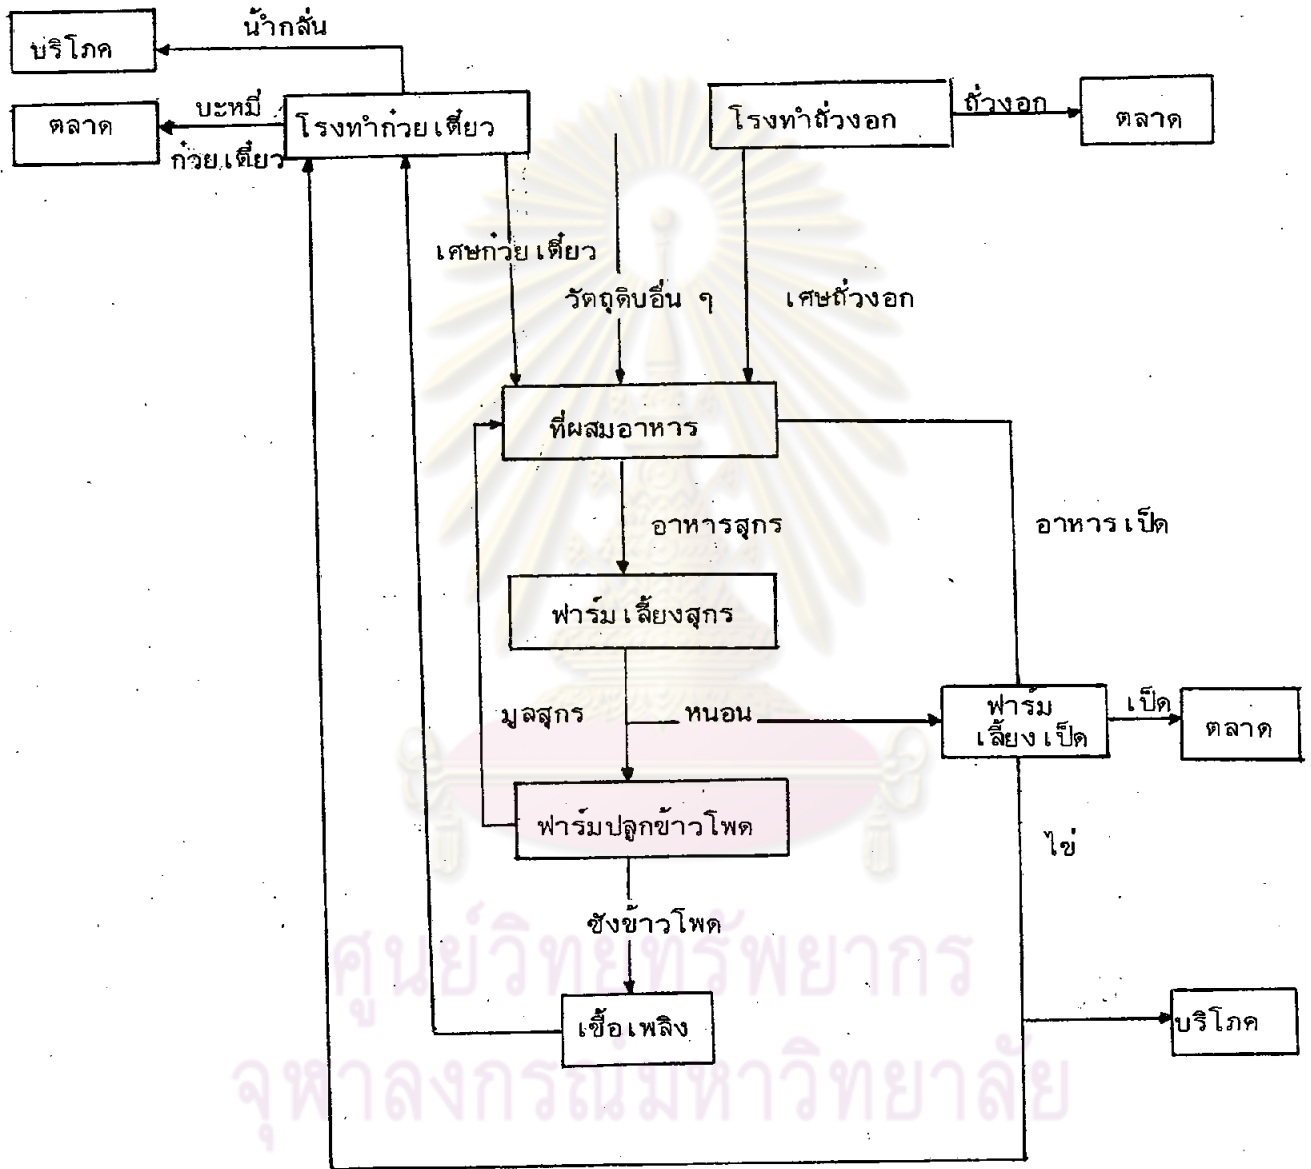 น้ำกลั่น
บริโภค
บะหมี่
ตลาด
โรงทำก๋วยเตี๋ยว
ก๋วยเตี๋ยว
โรงทำถั่วงอก
ถั่วงอก
ตลาด
เศษก๋วยเตี๋ยว
วัตถุดิบอื่น ๆ
เศษถั่วงอก
ที่ผสมอาหาร
อาหารสุกร
อาหารเป็ด
ฟาร์มเลี้ยงสุกร
มูลสุกร
หนอน
ฟาร์ม
เลี้ยงเป็ด
เป็ด
ตลาด
ฟาร์มปลูกข้าวโพด
ไข่
ซังข้าวโพด
เชื้อเพลิง
บริโภค
ศูนย์วิทยทรัพยากร
จุฬาลงกรณ์มหาวิทยาลัย